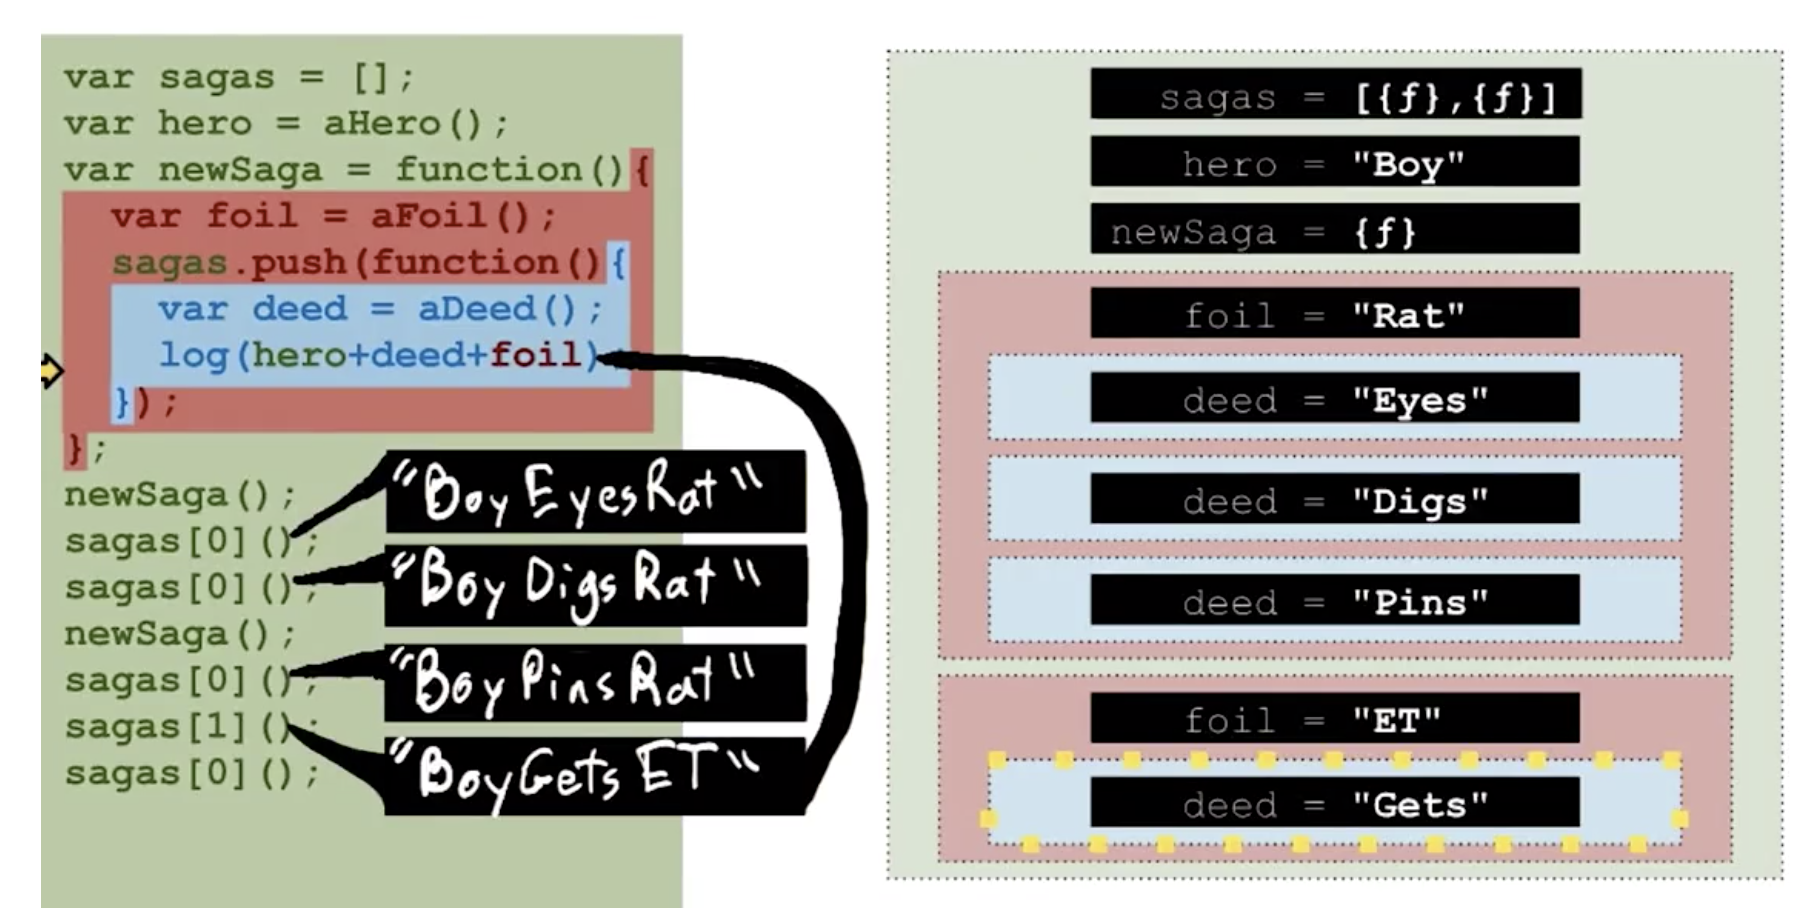 var sagas = [];
var hero = aHero();
var newSaga = function(){
var foil = aFoil();
sagas.push(function(){
var deed = aDeed();
log(hero+deed+foil)
});
};
newSaga();
sagas[0]();
sagas[0]();
newSaga();
sagas[0]();
sagas[1]();
sagas[0]();
"Boy Eyes Rat"
"Boy Digs Rat"
"Boy Pins Rat"
"Boy Gets ET"
sagas = [{f},{f}]
hero = "Boy"
newSaga = {f}
foil = "Rat"
deed = "Eyes"
deed = "Digs"
deed = "Pins"
foil = "ET"
deed = "Gets"